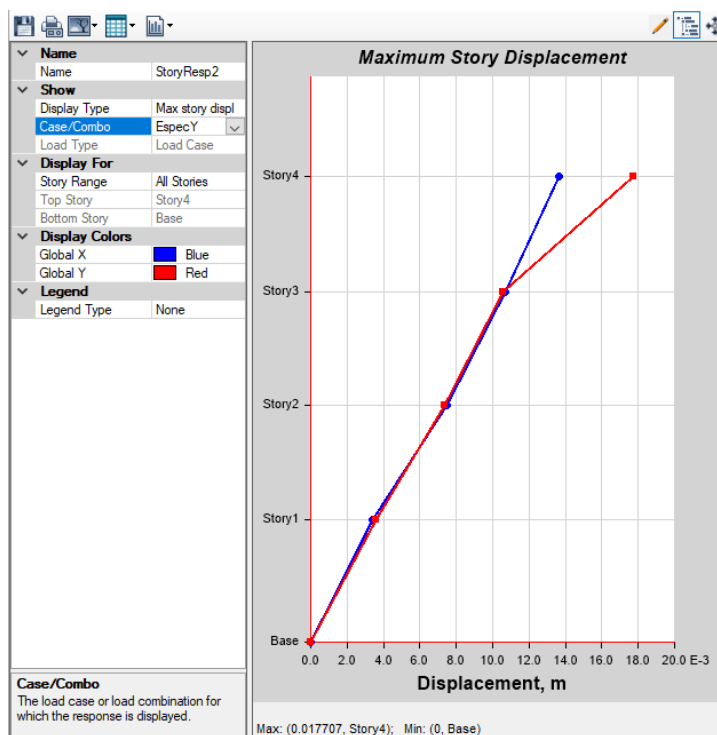 Name
Name StoryResp2
Show
Display Type Max story displ
Case/Combo EspecY
Load Type Load Case
Display For
Story Range All Stories
Top Story Story4
Bottom Story Base
Display Colors
Global X Blue
Global Y Red
Legend
Legend Type None
Case/Combo
The load case or load combination for
which the response is displayed.
Maximum Story Displacement
Story4
Story3
Story2
Story1
Base
0.0 2.0 4.0 6.0 8.0 10.0 12.0 14.0 16.0 18.0 20.0 E-3
Displacement, m
Max: (0.017707, Story4); Min: (0, Base)